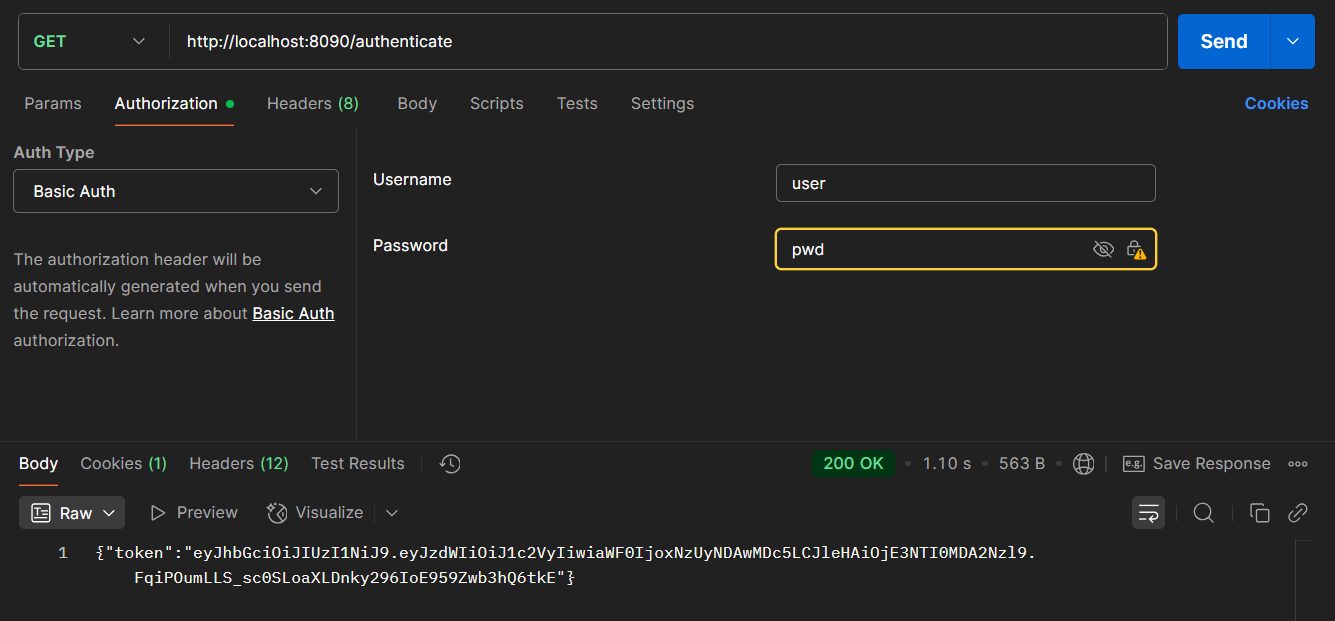 GET http://localhost:8090/authenticate Send
Params Authorization Headers (8) Body Scripts Tests Settings Cookies
Auth Type
Basic Auth
The authorization header will be
automatically generated when you send
the request. Learn more about Basic Auth
authorization.
Username user
Password pwd
Body Cookies (1) Headers (12) Test Results 200 OK • 1.10 s • 563 B • e.g. Save Response
Raw Preview Visualize
1 {"token":"eyJhbGciOiJIUzI1NiJ9.eyJzdWIiOiJ1c2VyIiwiaWF0IjoxNzUyNDAwMDc5LCJleHAiOjE3NTI0MDA2Nzl9.
FqiPOumLLS_sc0SLoaXLDnky296IoE959Zwb3hQ6tkE"}